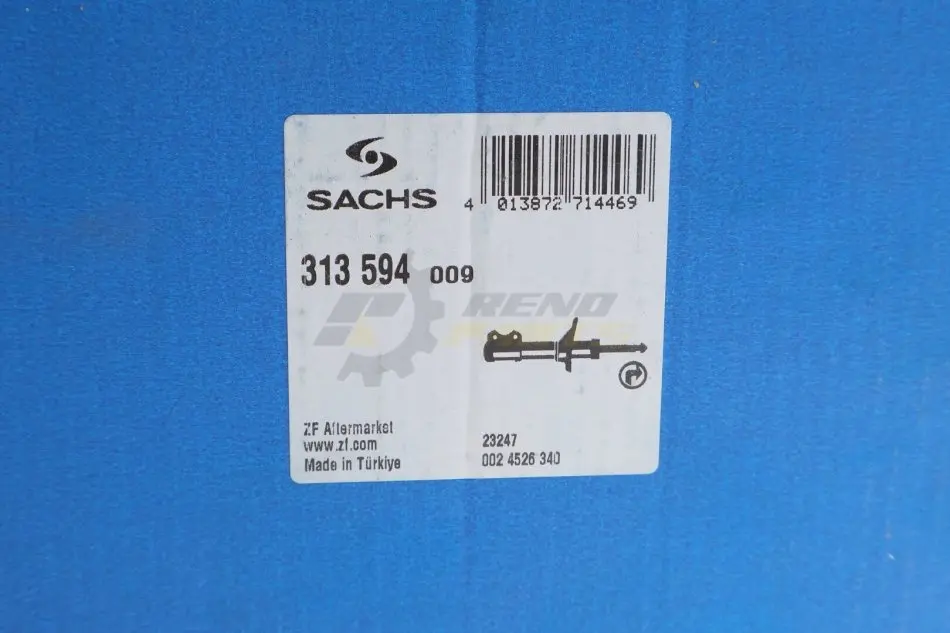 SACHS
4 013872 714469
313 594 009
RENO
PARTS
ZF Aftermarket
www.zf.com
Made in Türkiye
23247
002 4526 340